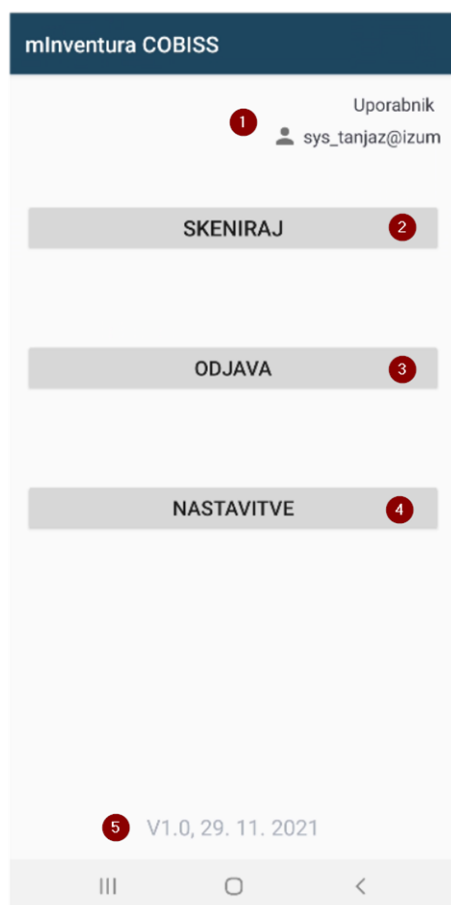 mInventura COBISS
Uporabnik
1
sys_tanjaz@izum
SKENIRAJ 2
ODJAVA 3
NASTAVITVE 4
5 V1.0, 29. 11. 2021